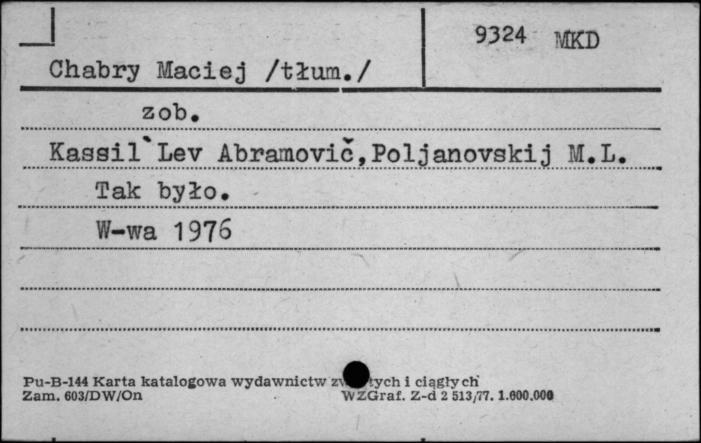 9324 MKD
Chabry Maciej /tłum./
zob.
Kassil` Lev Abramovič, Poljanovskij M.L.
Tak było.
W-wa 1976
Pu-B-144 Karta katalogowa wydawnictw i ciągłych
Zam. 603/DW/On WZGraf. Z-d 2 513/77. 1.600.000